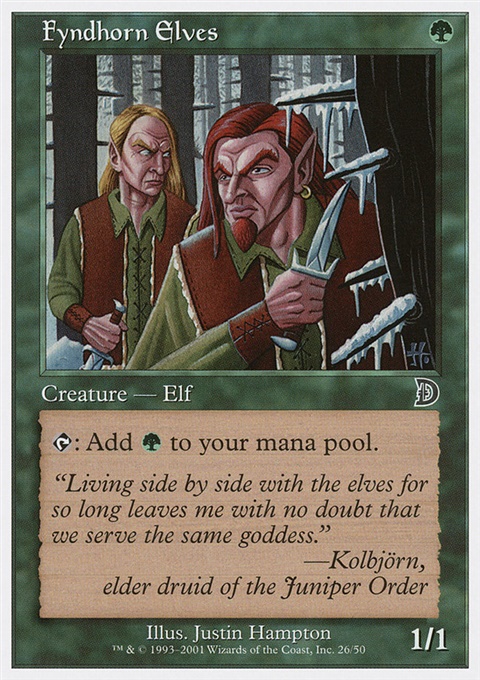 Fyndhorn Elves
Ho
Creature — Elf
D
: Add to your mana pool.
“Living side by side with the elves for
so long leaves me with no doubt that
we serve the same goddess.”
—Kolbjörn,
elder druid of the Juniper Order
Illus. Justin Hampton
™ & © 1993–2001 Wizards of the Coast, Inc. 26/50
1/1